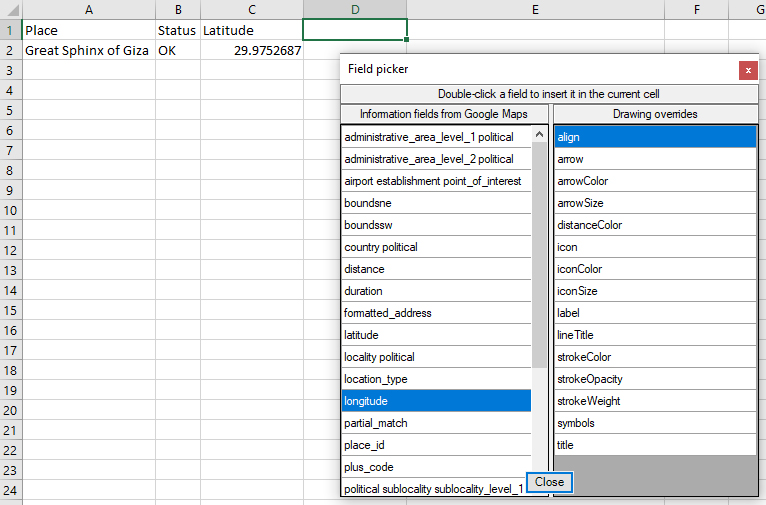 A B C D E F G
1 Place Status Latitude
2 Great Sphinx of Giza OK 29.9752687
3
4
5
6
7
8
9
10
11
12
13
14
15
16
17
18
19
20
21
22
23
24
Field picker x
Double-click a field to insert it in the current cell
Information fields from Google Maps
administrative_area_level_1 political
administrative_area_level_2 political
airport establishment point_of_interest
boundsne
boundssw
country political
distance
duration
formatted_address
latitude
locality political
location_type
longitude
partial_match
place_id
plus_code
political sublocality sublocality_level_1
Drawing overrides
align
arrow
arrowColor
arrowSize
distanceColor
icon
iconColor
iconSize
label
lineTitle
strokeColor
strokeOpacity
strokeWeight
symbols
title
Close